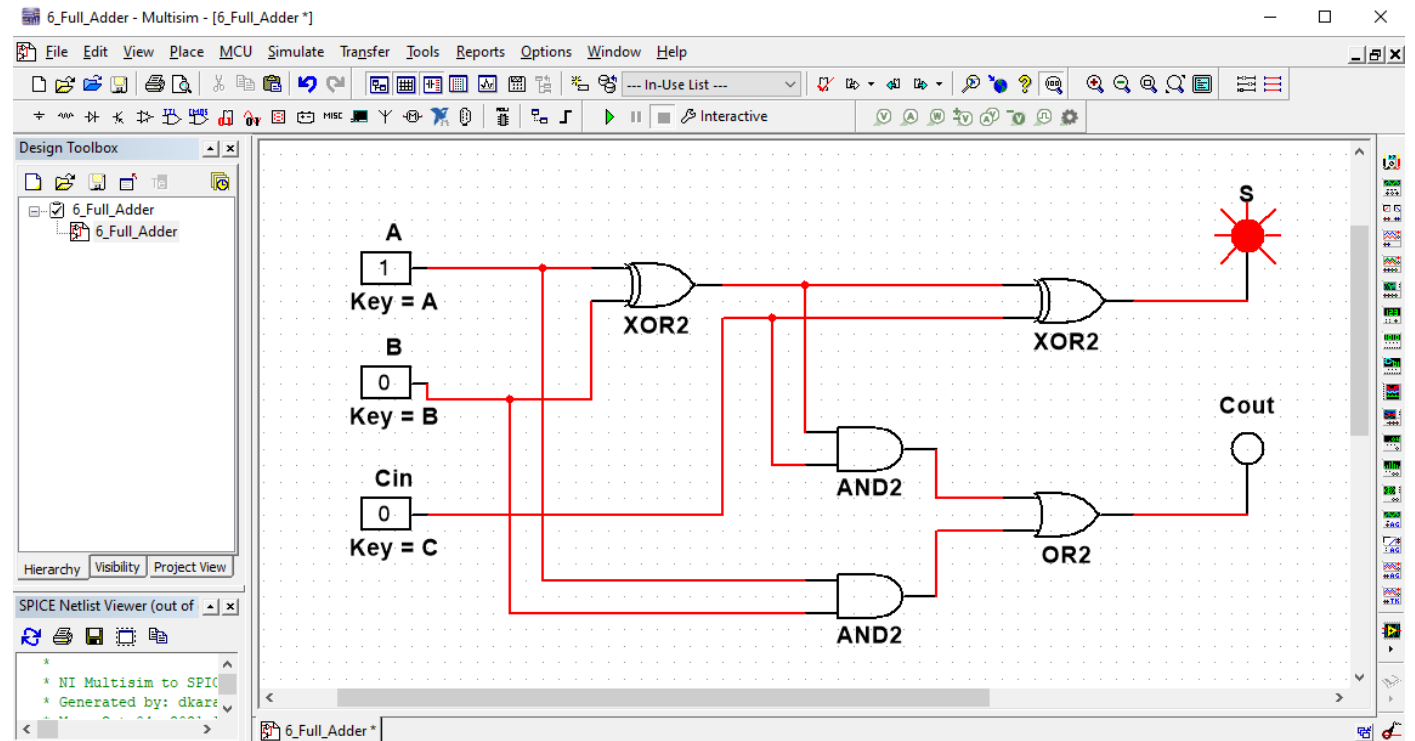 6_Full_Adder - Multisim - [6_Full_Adder *]
File Edit View Place MCU Simulate Transfer Tools Reports Options Window Help
--- In-Use List ---
Interactive
Design Toolbox
6_Full_Adder
6_Full_Adder
Hierarchy Visibility Project View
SPICE Netlist Viewer (out of
*
* NI Multisim to SPIC
* Generated by: dkara
A
1
Key = A
XOR2
B
0
Key = B
Cin
0
Key = C
AND2
AND2
XOR2
OR2
S
Cout
6_Full_Adder *